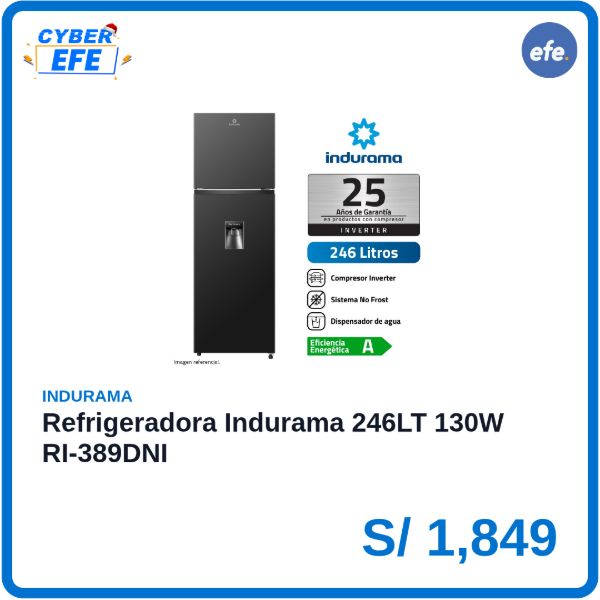 CYBER
EFE
efe.
indurama
25
Años de Garantía
en productos con compresor
INVERTER
246 Litros
Compresor Inverter
Sistema No Frost
Dispensador de agua
Eficiencia
Energética
A
Imagen referencial.
INDURAMA
Refrigeradora Indurama 246LT 130W
RI-389DNI
S/ 1,849